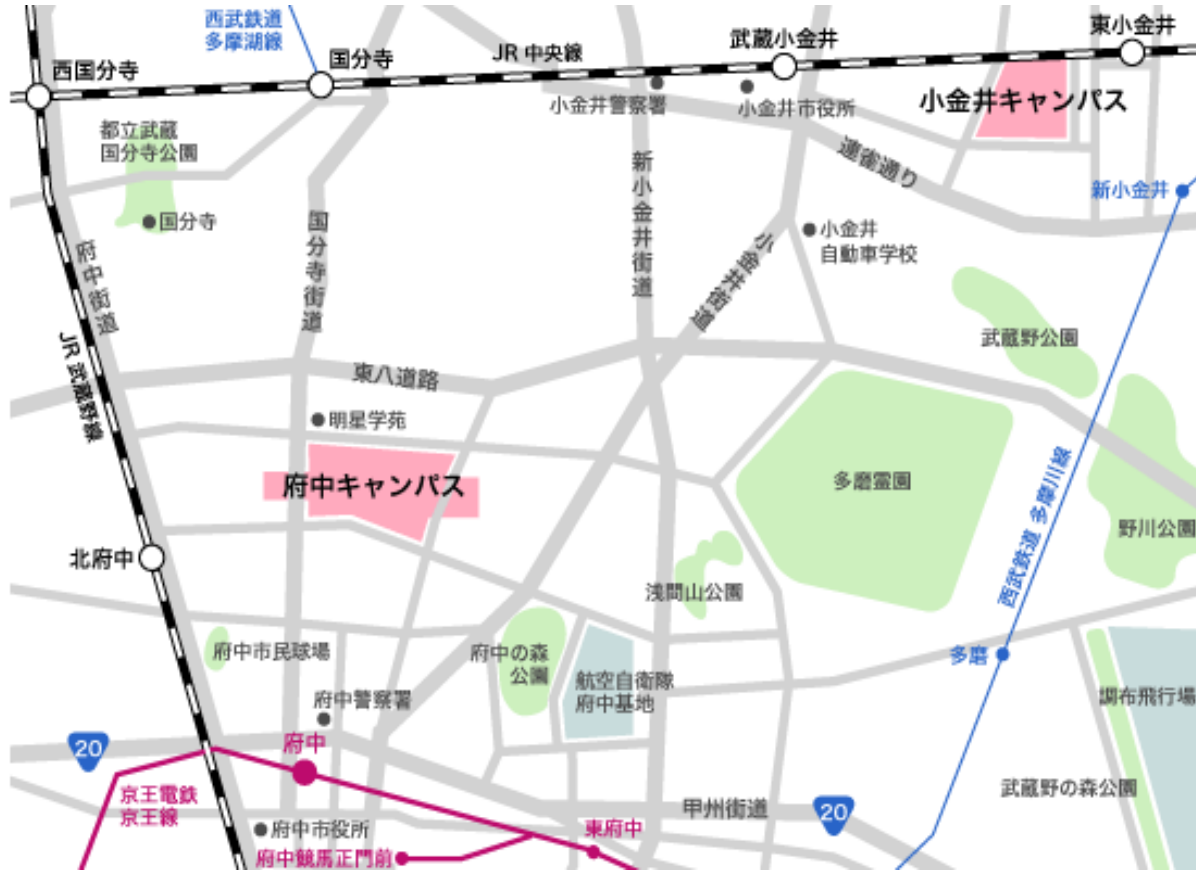 西武鉄道
多摩湖線
西国分寺
国分寺
JR 中央線
武蔵小金井
東小金井
小金井警察署
小金井市役所
小金井キャンパス
都立武蔵
国分寺公園
連雀通り
新小金井街道
新小金井
国分寺
国分寺街道
小金井
自動車学校
小金井街道
府中街道
武蔵野公園
JR 武蔵野線
東八道路
明星学苑
府中キャンパス
多磨霊園
西武鉄道 多摩川線
野川公園
北府中
浅間山公園
府中市民球場
府中の森
公園
多磨
航空自衛隊
府中基地
府中警察署
調布飛行場
20
府中
京王電鉄
京王線
武蔵野の森公園
甲州街道
20
府中市役所
東府中
府中競馬正門前